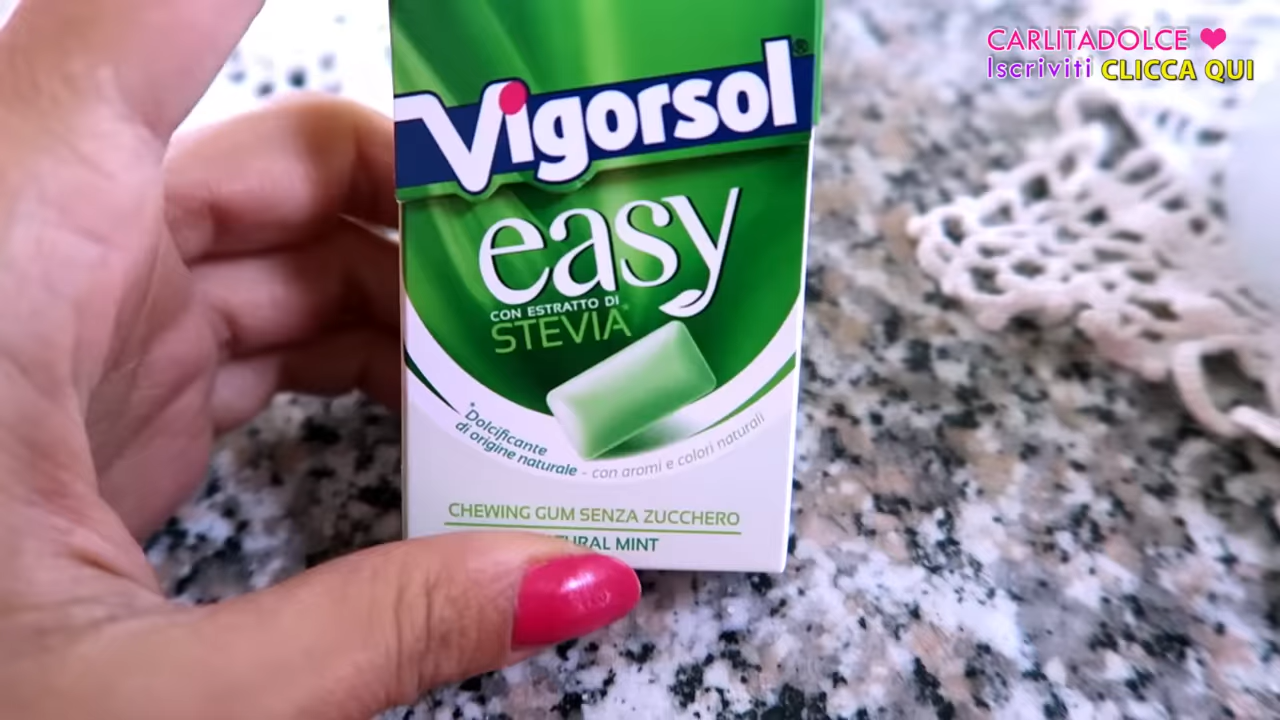 CARLITADOLCE ❤
Iscriviti CLICCA QUI
Vigorsol®
easy
CON ESTRATTO DI
STEVIA*
*Dolcificante
di origine naturale - con aromi e colori naturali
CHEWING GUM SENZA ZUCCHERO
MINT